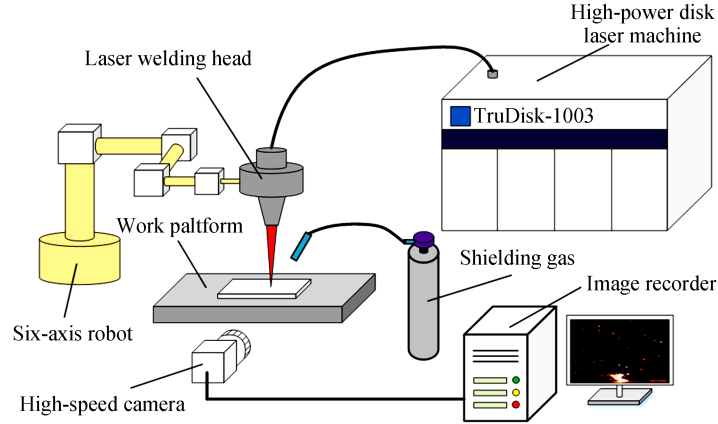 High-power disk
laser machine
Laser welding head
TruDisk-1003
Work paltform
Shielding gas
Image recorder
Six-axis robot
High-speed camera